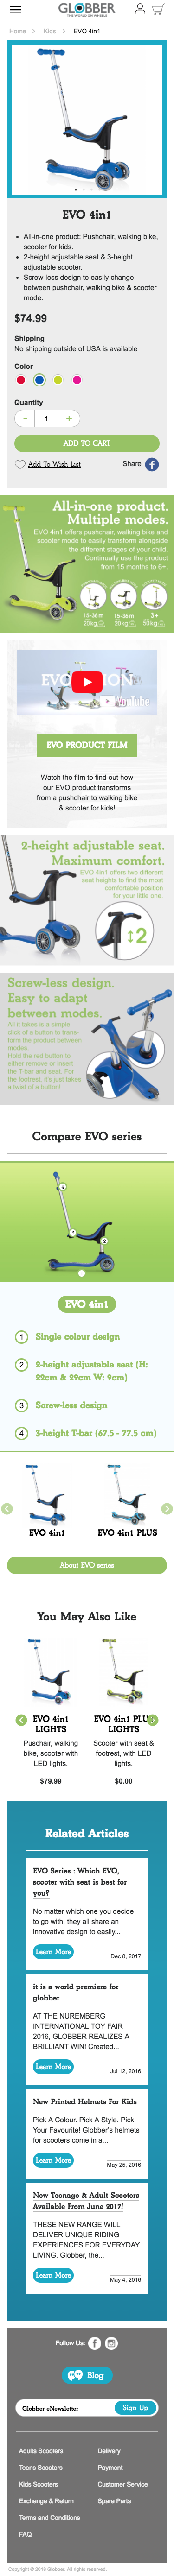 GLOBBER
THE WORLD ON WHEELS
Home > Kids > EVO 4in1
EVO 4in1
• All-in-one product: Pushchair, walking bike, scooter for kids.
• 2-height adjustable seat & 3-height adjustable scooter.
• Screw-less design to easily change between pushchair, walking bike & scooter mode.
$74.99
Shipping
No shipping outside of USA is available
Color
Quantity
- 1 +
ADD TO CART
Add To Wish List
Share
All-in-one product.
Multiple modes.
EVO 4in1 offers pushchair, walking bike and
scooter modes to easily transform alongside
the different stages of your child.
Continually use the product
from 15 months to 6+.
15-36 m
20kg
15-36 m
20kg
3+
50kg
YouTube
EVO PRODUCT FILM
Watch the film to find out how
our EVO product transforms
from a pushchair to walking bike
& scooter for kids!
2-height adjustable seat.
Maximum comfort.
EVO 4in1 offers two different
seat heights to find the most
comfortable position
for your little one.
2
Screw-less design.
Easy to adapt
between modes.
All it takes is a simple
click of a button to trans-
form the product between
modes.
Hold the red button to
either remove or insert
the T-bar and seat. For
the footrest, it's just takes
a twist of a button!
Compare EVO series
4
3
2
1
EVO 4in1
1 Single colour design
2 2-height adjustable seat (H:
22cm & 29cm W: 9cm)
3 Screw-less design
4 3-height T-bar (67.5 - 77.5 cm)
EVO 4in1
EVO 4in1 PLUS
About EVO series
You May Also Like
EVO 4in1
LIGHTS
Puschair, walking
bike, scooter with
LED lights.
$79.99
EVO 4in1 PLUS
LIGHTS
Scooter with seat &
footrest, with LED
lights.
$0.00
Related Articles
EVO Series : Which EVO,
scooter with seat is best for
you?
No matter which one you decide
to go with, they all share an
innovative design to easily...
Learn More
Dec 8, 2017
it is a world premiere for
globber
AT THE NUREMBERG
INTERNATIONAL TOY FAIR
2016, GLOBBER REALIZES A
BRILLIANT WIN! Created...
Learn More
Jul 12, 2016
New Printed Helmets For Kids
Pick A Colour. Pick A Style. Pick
Your Favourite! Globber's helmets
for scooters come in a...
Learn More
May 25, 2016
New Teenage & Adult Scooters
Available From June 2017!
THESE NEW RANGE WILL
DELIVER UNIQUE RIDING
EXPERIENCES FOR EVERYDAY
LIVING. Globber, the...
Learn More
May 4, 2016
Follow Us:
Blog
Globber eNewsletter
Sign Up
Adults Scooters
Delivery
Teens Scooters
Payment
Kids Scooters
Customer Service
Exchange & Return
Spare Parts
Terms and Conditions
FAQ
Copyright © 2018 Globber. All rights reserved.